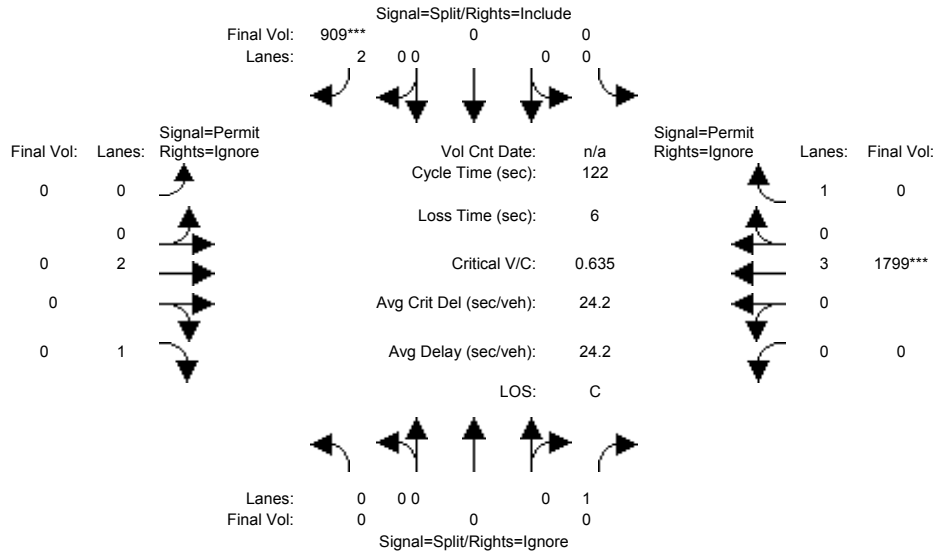 Signal=Split/Rights=Include
Final Vol: 909*** 0 0
Lanes: 2 0 0 0 0
Signal=Permit Signal=Permit
Final Vol: Lanes: Rights=Ignore Vol Cnt Date: n/a Rights=Ignore Lanes: Final Vol:
Cycle Time (sec): 122
0 0 1 0
Loss Time (sec): 6
0 0
0 2 Critical V/C: 0.635 3 1799***
0 Avg Crit Del (sec/veh): 24.2 0
0 1 Avg Delay (sec/veh): 24.2 0 0
LOS: C
Lanes: 0 0 0 0 1
Final Vol: 0 0 0
Signal=Split/Rights=Ignore